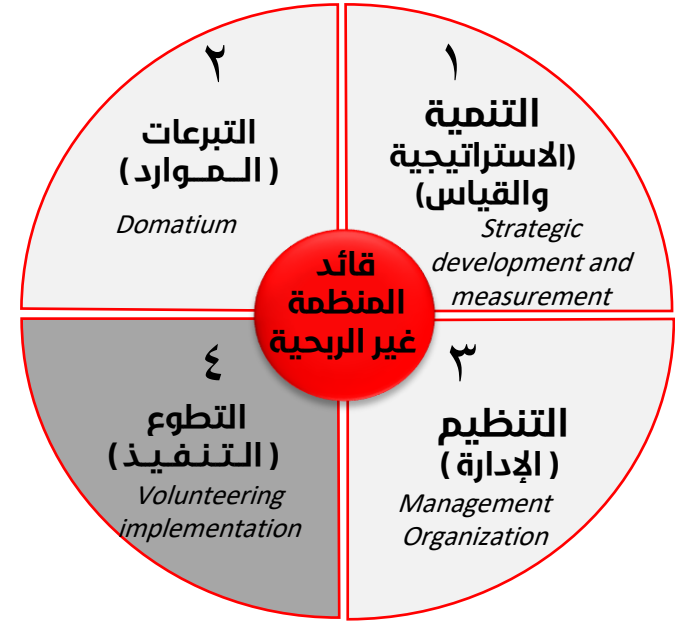 ١
التنمية
(الاستراتيجية
والقياس)
Strategic
development and
measurement
٢
التبرعات
(الـمـوارد)
Domatium
قائد
المنظمة
غير الربحية
٣
التنظيم
(الإدارة)
Management
Organization
٤
التطوع
(الـتـنـفـيـذ)
Volunteering
implementation